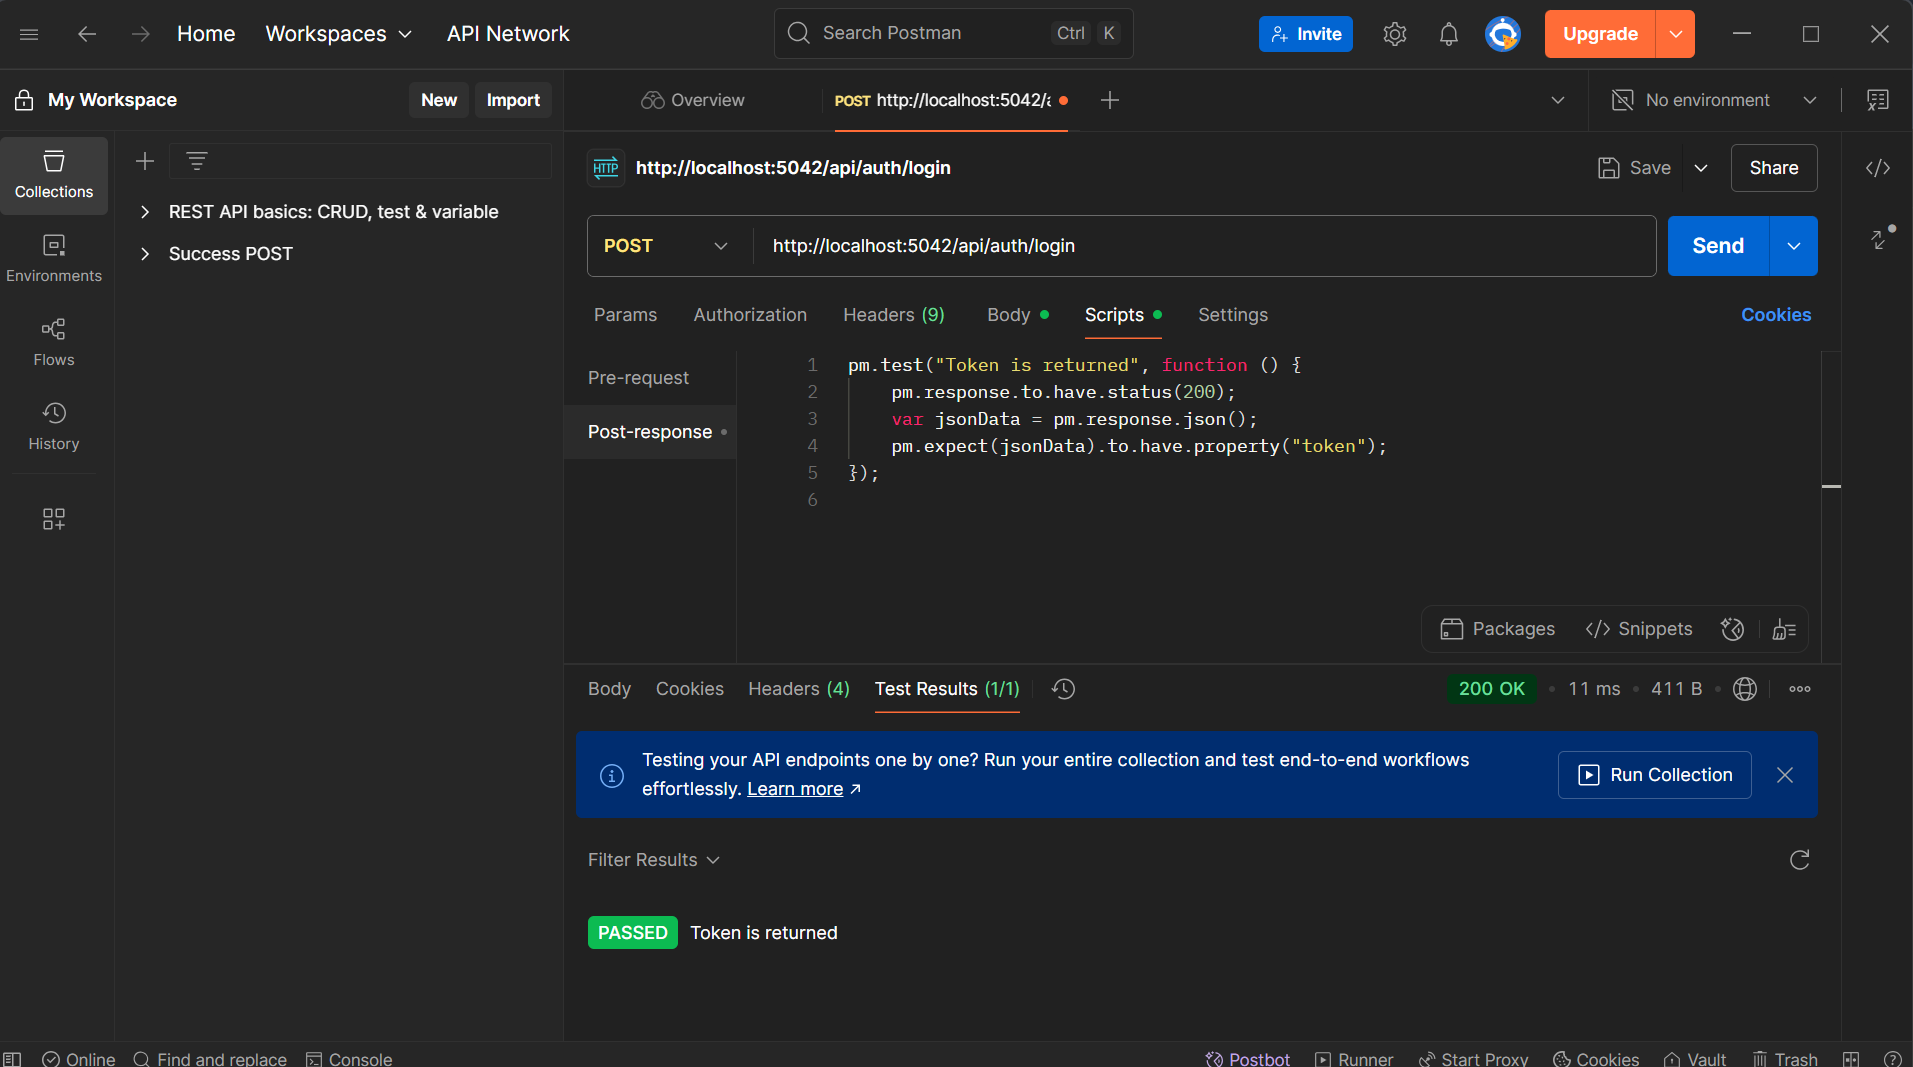 Home Workspaces API Network Search Postman Ctrl K Invite Upgrade
My Workspace New Import Overview POST http://localhost:5042/a No environment
Collections
Environments
Flows
History
REST API basics: CRUD, test & variable
Success POST
HTTP http://localhost:5042/api/auth/login Save Share
POST http://localhost:5042/api/auth/login Send
Params Authorization Headers (9) Body Scripts Settings Cookies
Pre-request
Post-response
1 pm.test("Token is returned", function () {
2 pm.response.to.have.status(200);
3 var jsonData = pm.response.json();
4 pm.expect(jsonData).to.have.property("token");
5 });
6
Packages </> Snippets
Body Cookies Headers (4) Test Results (1/1) 200 OK 11 ms 411 B
Testing your API endpoints one by one? Run your entire collection and test end-to-end workflows
effortlessly. Learn more ↗ Run Collection
Filter Results
PASSED Token is returned
Online Find and replace Console Postbot Runner Start Proxy Cookies Vault Trash